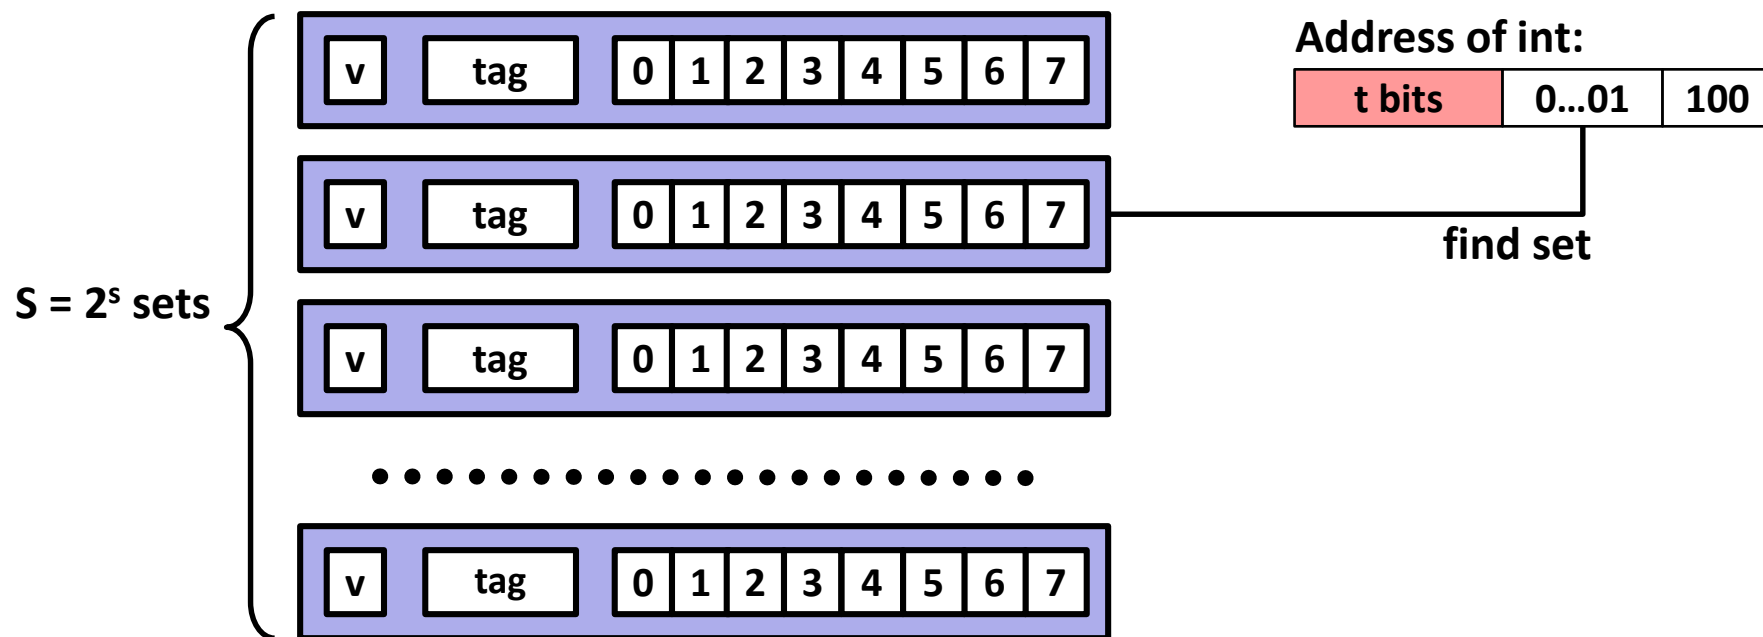 v tag 0 1 2 3 4 5 6 7
Address of int:
t bits 0...01 100
v tag 0 1 2 3 4 5 6 7
find set
S = 2ˢ sets
v tag 0 1 2 3 4 5 6 7
v tag 0 1 2 3 4 5 6 7